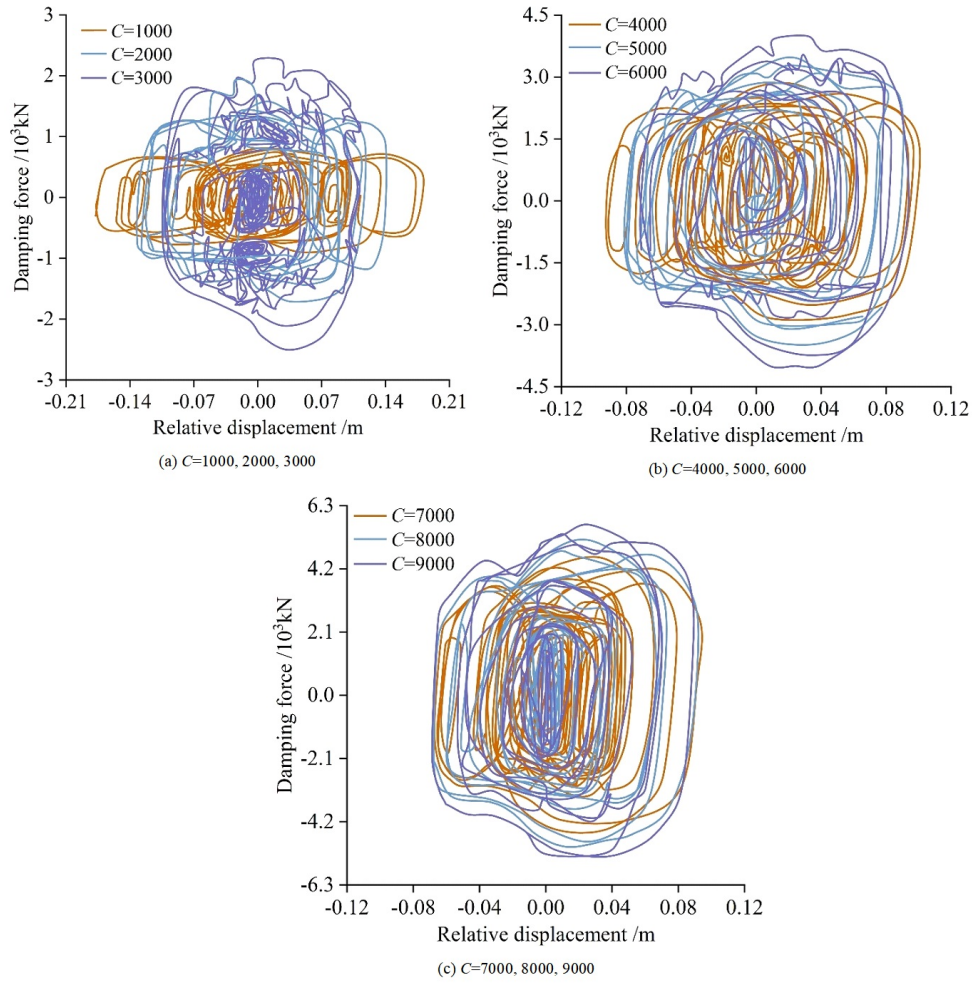 3
2
1
0
-1
-2
-3
Damping force /10³kN
C=1000
C=2000
C=3000
-0.21 -0.14 -0.07 0.00 0.07 0.14 0.21
Relative displacement /m
(a) C=1000, 2000, 3000
4.5
3.0
1.5
0.0
-1.5
-3.0
-4.5
Damping force /10³kN
C=4000
C=5000
C=6000
-0.12 -0.08 -0.04 0.00 0.04 0.08 0.12
Relative displacement /m
(b) C=4000, 5000, 6000
6.3
4.2
2.1
0.0
-2.1
-4.2
-6.3
Damping force /10³kN
C=7000
C=8000
C=9000
-0.12 -0.08 -0.04 0.00 0.04 0.08 0.12
Relative displacement /m
(c) C=7000, 8000, 9000